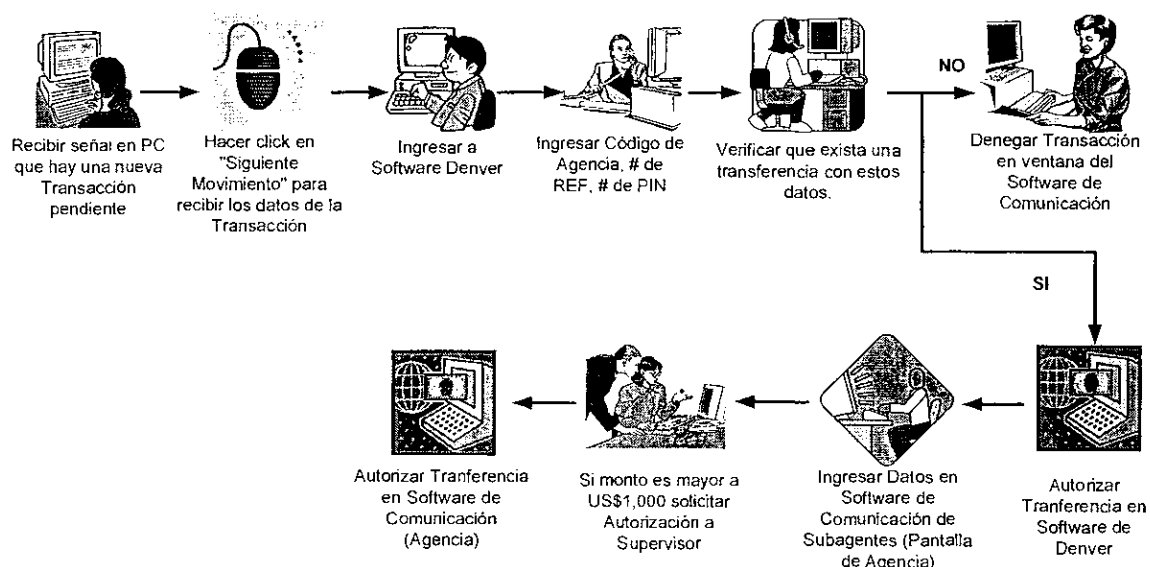 Recibir señal en PC
que hay una nueva
Transacción
pendiente
Hacer click en
"Siguiente
Movimiento" para
recibir los datos de la
Transacción
Ingresar a
Software Denver
Ingresar Código de
Agencia, # de
REF, # de PIN
Verificar que exista una
transferencia con estos
datos.
NO
Denegar Transacción
en ventana del
Software de
Comunicación
SI
Autorizar
Tranferencia en
Software de
Denver
Ingresar Datos en
Software de
Comunicación de
Subagentes (Pantalla
de Agencia)
Si monto es mayor a
US$1,000 solicitar
Autorización a
Supervisor
Autorizar Tranferencia
en Software de
Comunicación
(Agencia)